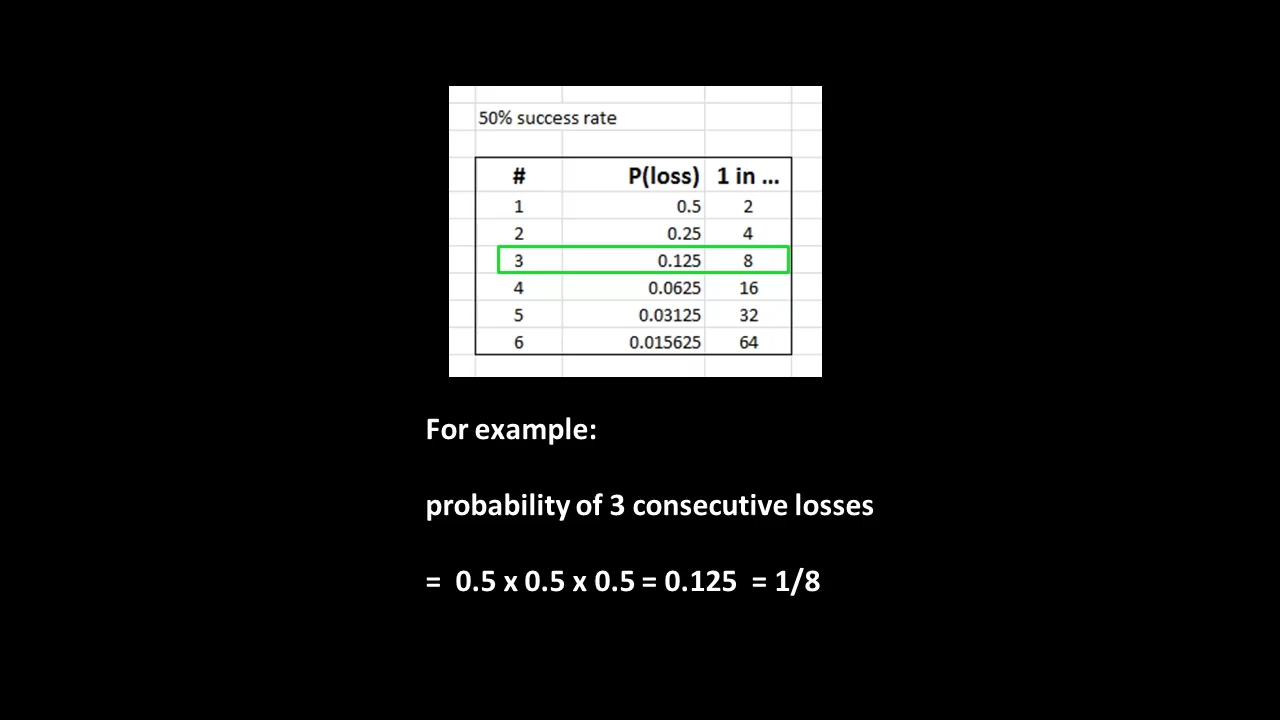 50% success rate
# P(loss) 1 in ...
1 0.5 2
2 0.25 4
3 0.125 8
4 0.0625 16
5 0.03125 32
6 0.015625 64
For example:
probability of 3 consecutive losses
= 0.5 x 0.5 x 0.5 = 0.125 = 1/8